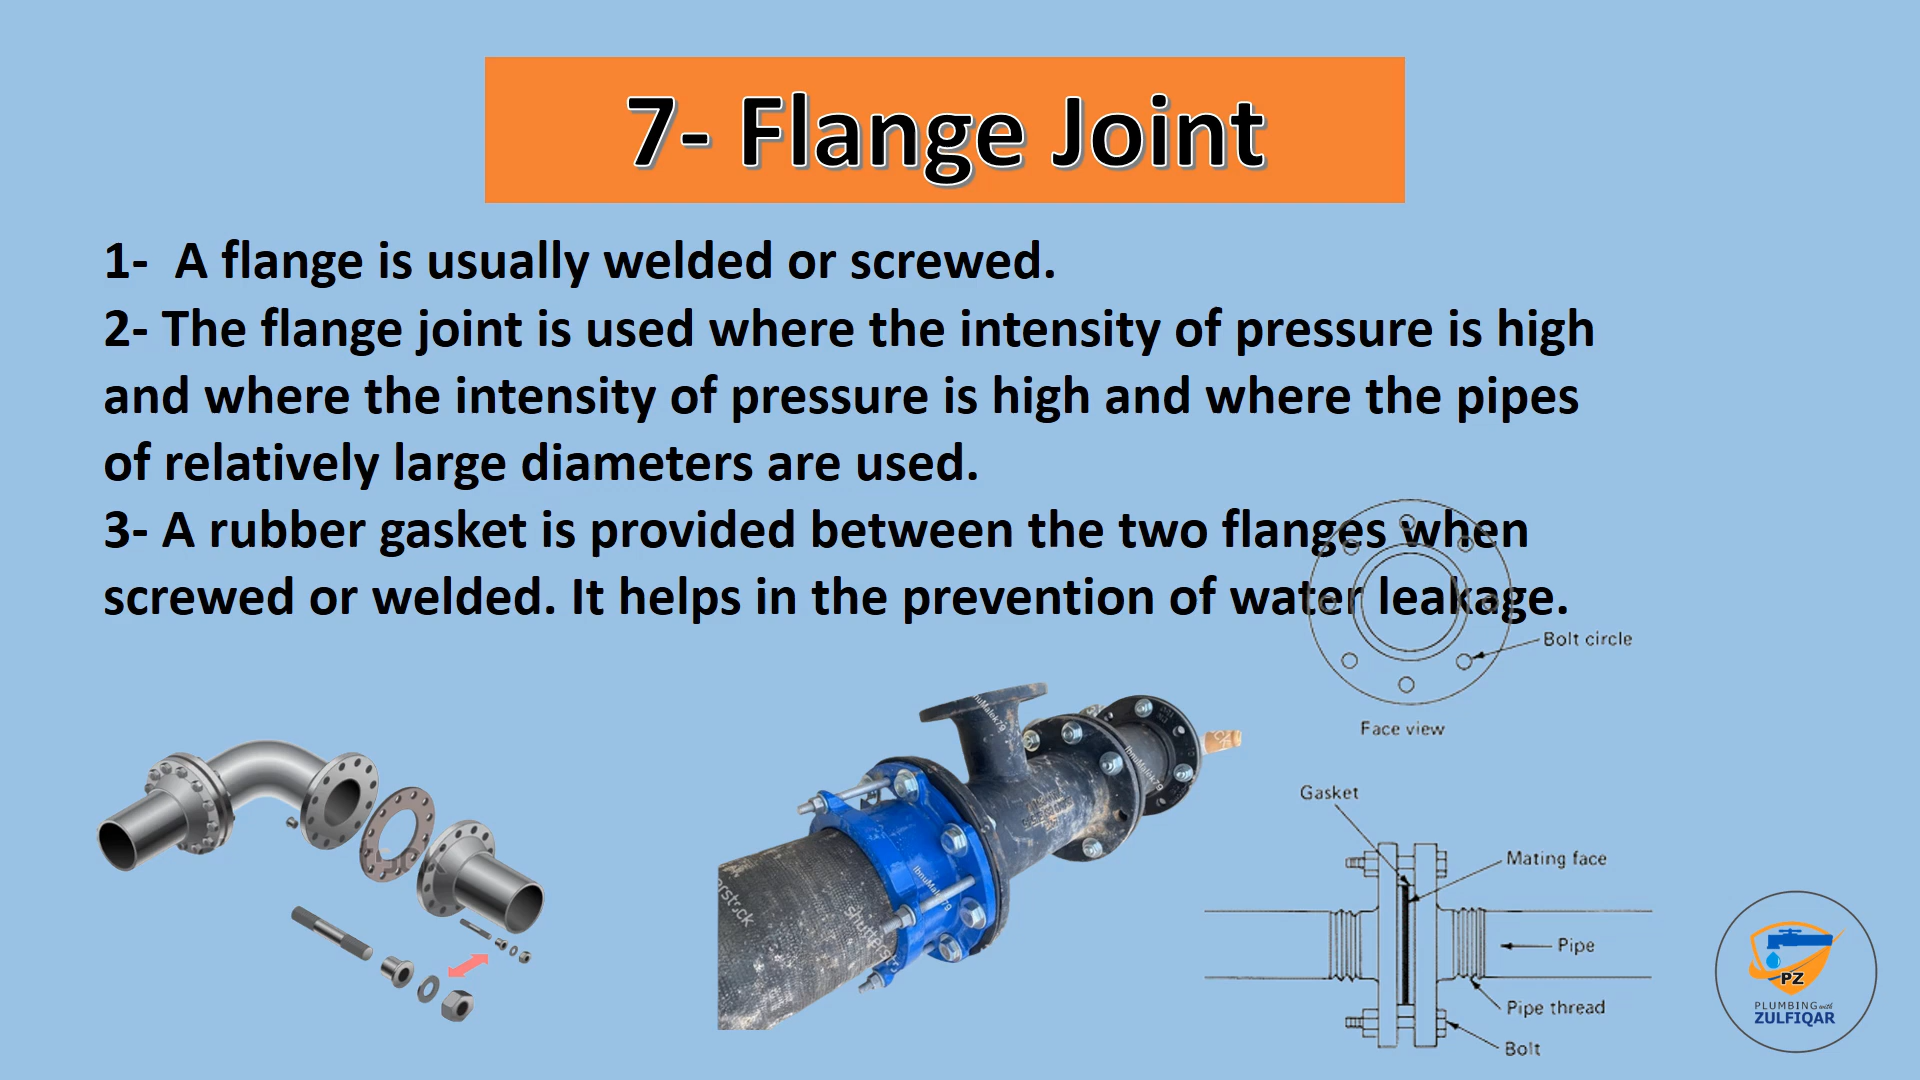 7- Flange Joint
1- A flange is usually welded or screwed.
2- The flange joint is used where the intensity of pressure is high
and where the intensity of pressure is high and where the pipes
of relatively large diameters are used.
3- A rubber gasket is provided between the two flanges when
screwed or welded. It helps in the prevention of water leakage.
Bolt circle
Face view
Gasket
Mating face
Pipe
Pipe thread
Bolt
IbnuMalek79
IbnuMalek79
shutter
PZ
PLUMBING with
ZULFIQAR